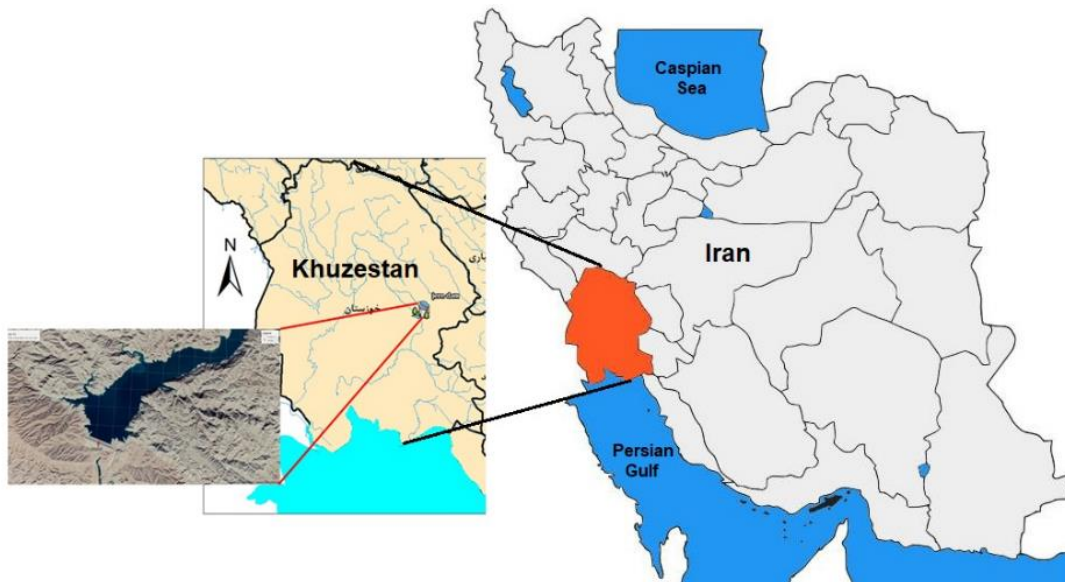 Caspian
Sea
Iran
Persian
Gulf
N
Khuzestan
خوزستان